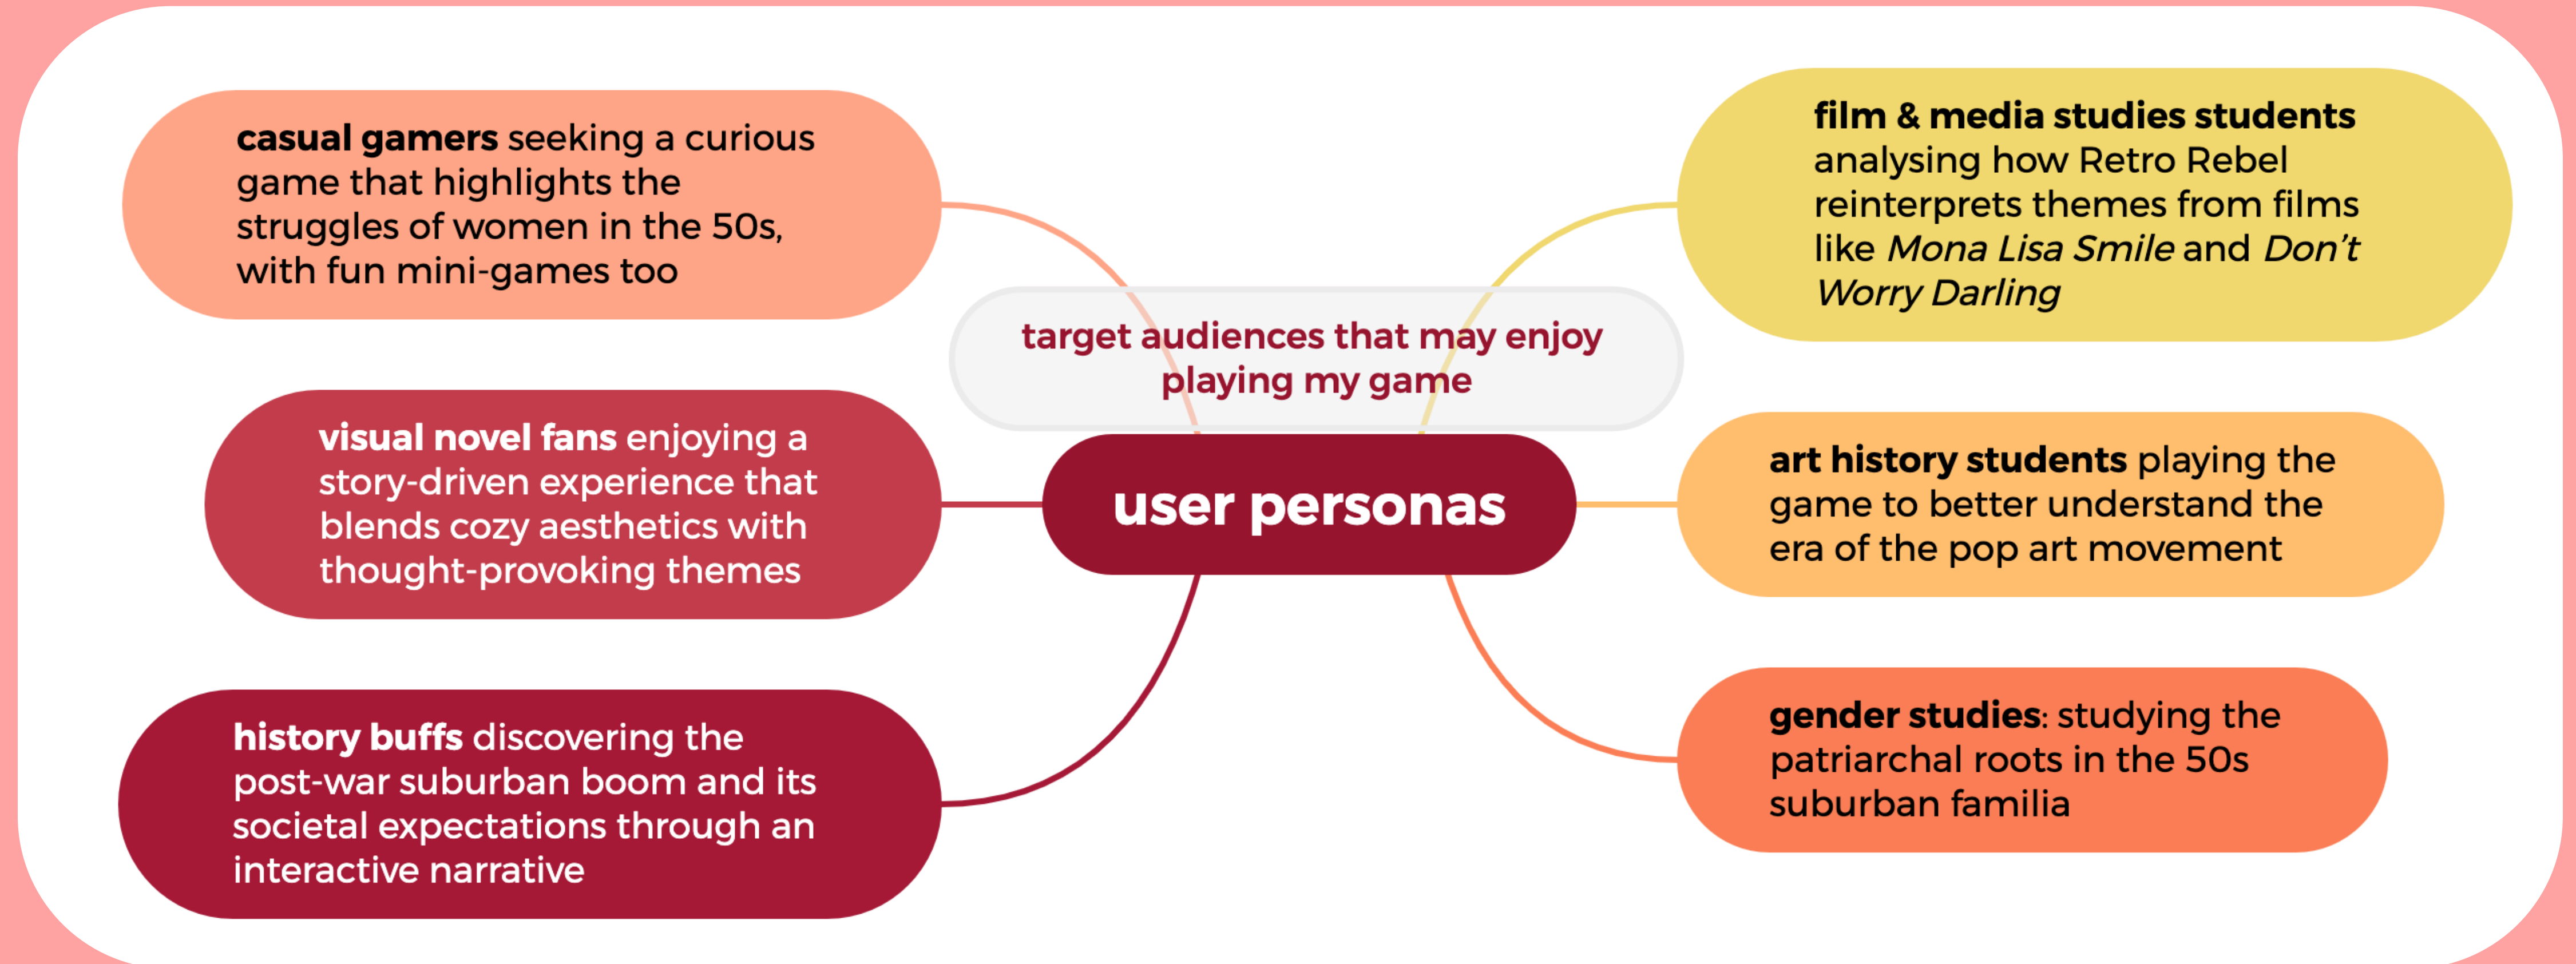 casual gamers seeking a curious
game that highlights the
struggles of women in the 50s,
with fun mini-games too
visual novel fans enjoying a
story-driven experience that
blends cozy aesthetics with
thought-provoking themes
history buffs discovering the
post-war suburban boom and its
societal expectations through an
interactive narrative
target audiences that may enjoy
playing my game
user personas
film & media studies students
analysing how Retro Rebel
reinterprets themes from films
like Mona Lisa Smile and Don’t
Worry Darling
art history students playing the
game to better understand the
era of the pop art movement
gender studies: studying the
patriarchal roots in the 50s
suburban familia